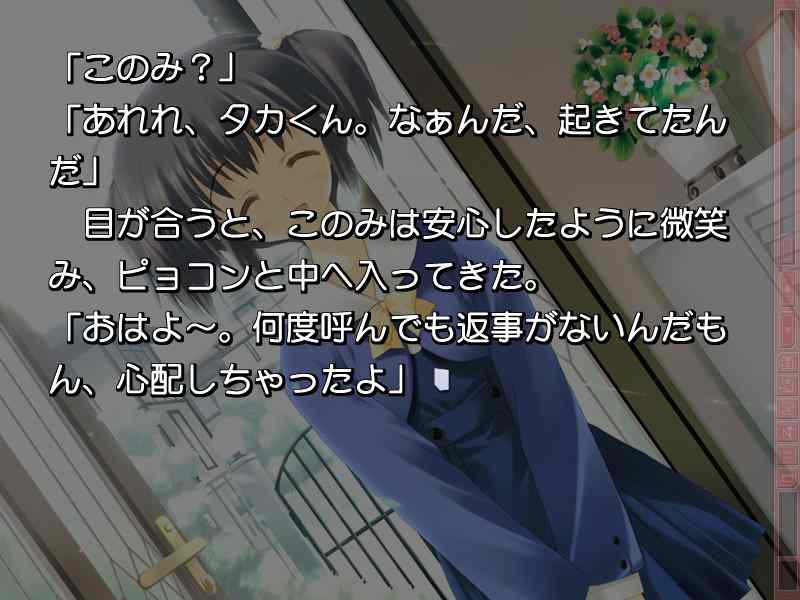 「このみ？」
「あれれ、タカくん。なぁんだ、起きてたん
だ」
　目が合うと、このみは安心したように微笑
み、ピョコンと中へ入ってきた。
「おはよ～。何度呼んでも返事がないんだも
ん、心配しちゃったよ」